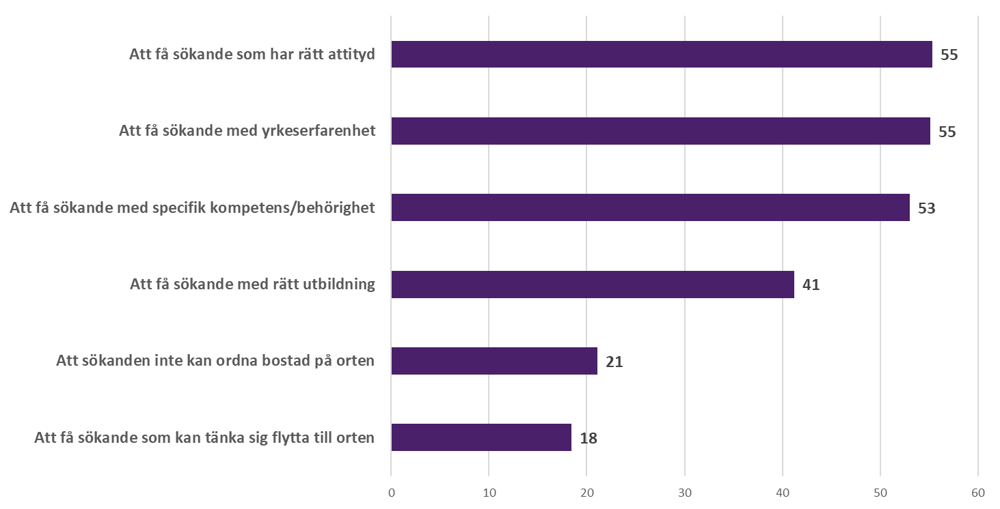 Att få sökande som har rätt attityd 55
Att få sökande med yrkeserfarenhet 55
Att få sökande med specifik kompetens/behörighet 53
Att få sökande med rätt utbildning 41
Att sökanden inte kan ordna bostad på orten 21
Att få sökande som kan tänka sig flytta till orten 18
0 10 20 30 40 50 60